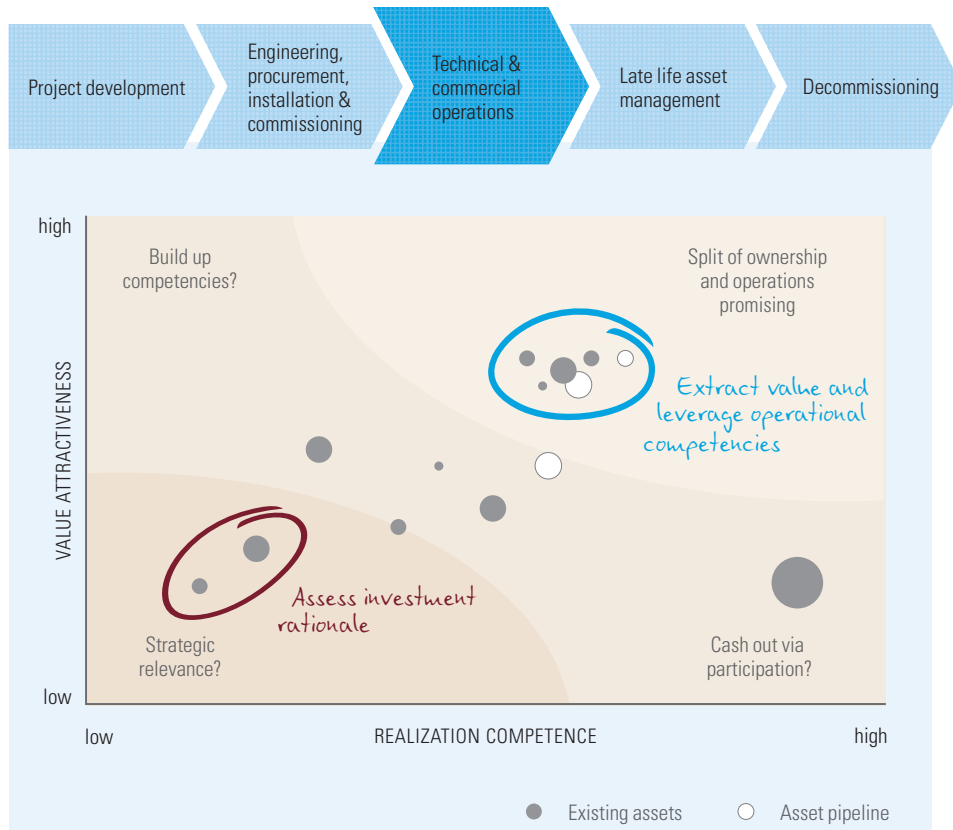 Project development
Engineering,
procurement,
installation &
commissioning
Technical &
commercial
operations
Late life asset
management
Decommissioning
high
Build up
competencies?
Split of ownership
and operations
promising
Extract value and
leverage operational
competencies
VALUE ATTRACTIVENESS
Assess investment
rationale
Strategic
relevance?
Cash out via
participation?
low
low
REALIZATION COMPETENCE
high
Existing assets
Asset pipeline